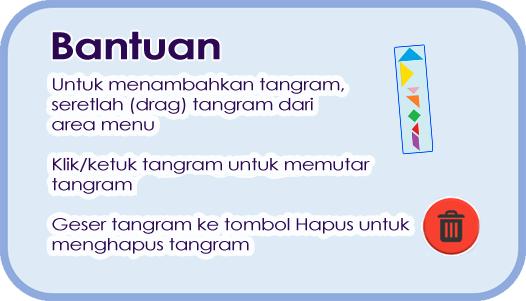 Bantuan
Untuk menambahkan tangram,
seretlah (drag) tangram dari
area menu
Klik/ketuk tangram untuk memutar
tangram
Geser tangram ke tombol Hapus untuk
menghapus tangram